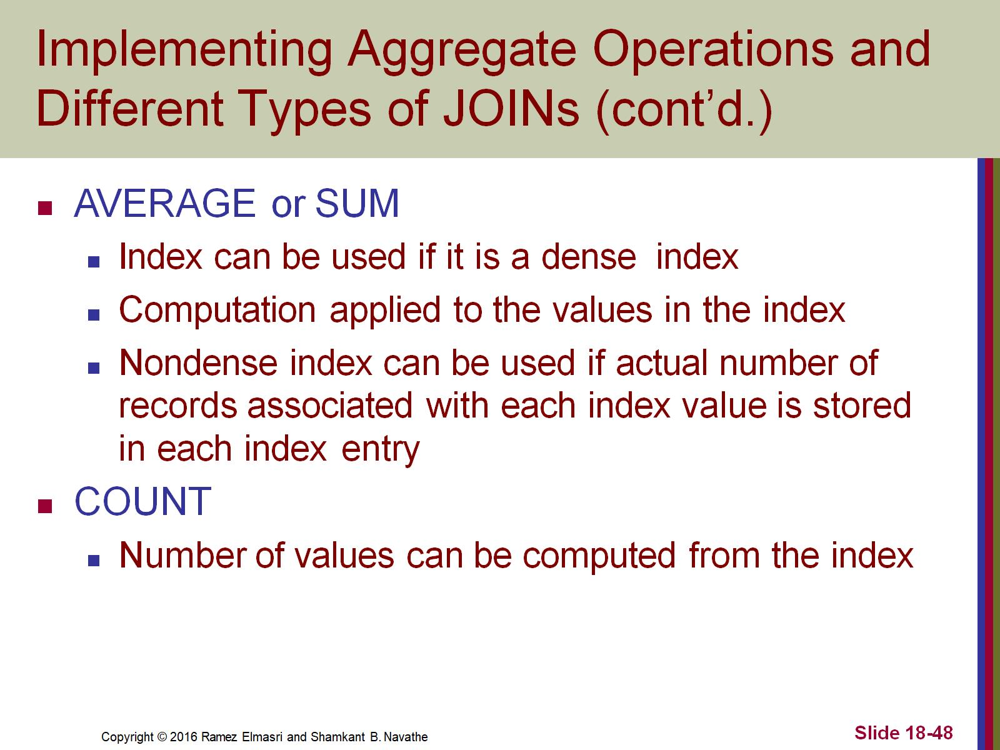 Implementing Aggregate Operations and
Different Types of JOINs (cont’d.)
AVERAGE or SUM
Index can be used if it is a dense index
Computation applied to the values in the index
Nondense index can be used if actual number of
records associated with each index value is stored
in each index entry
COUNT
Number of values can be computed from the index
Copyright © 2016 Ramez Elmasri and Shamkant B. Navathe
Slide 18-48